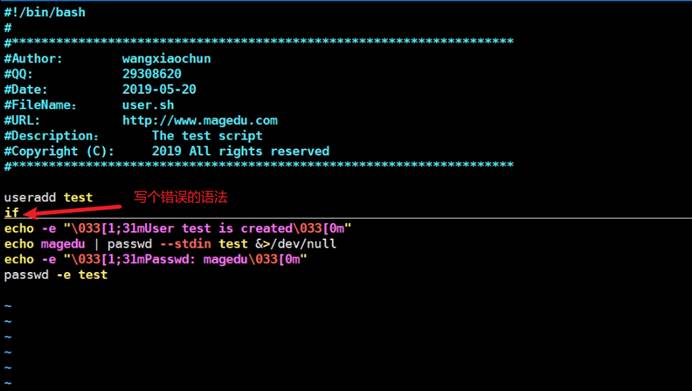 #!/bin/bash
#
#********************************************************************
#Author: wangxiaochun
#QQ: 29308620
#Date: 2019-05-20
#FileName： user.sh
#URL: http://www.magedu.com
#Description： The test script
#Copyright (C): 2019 All rights reserved
#********************************************************************
useradd test 写个错误的语法
if
echo -e "\033[1;31mUser test is created\033[0m"
echo magedu | passwd --stdin test &>/dev/null
echo -e "\033[1;31mPasswd: magedu\033[0m"
passwd -e test
~
~
~
~
~
~